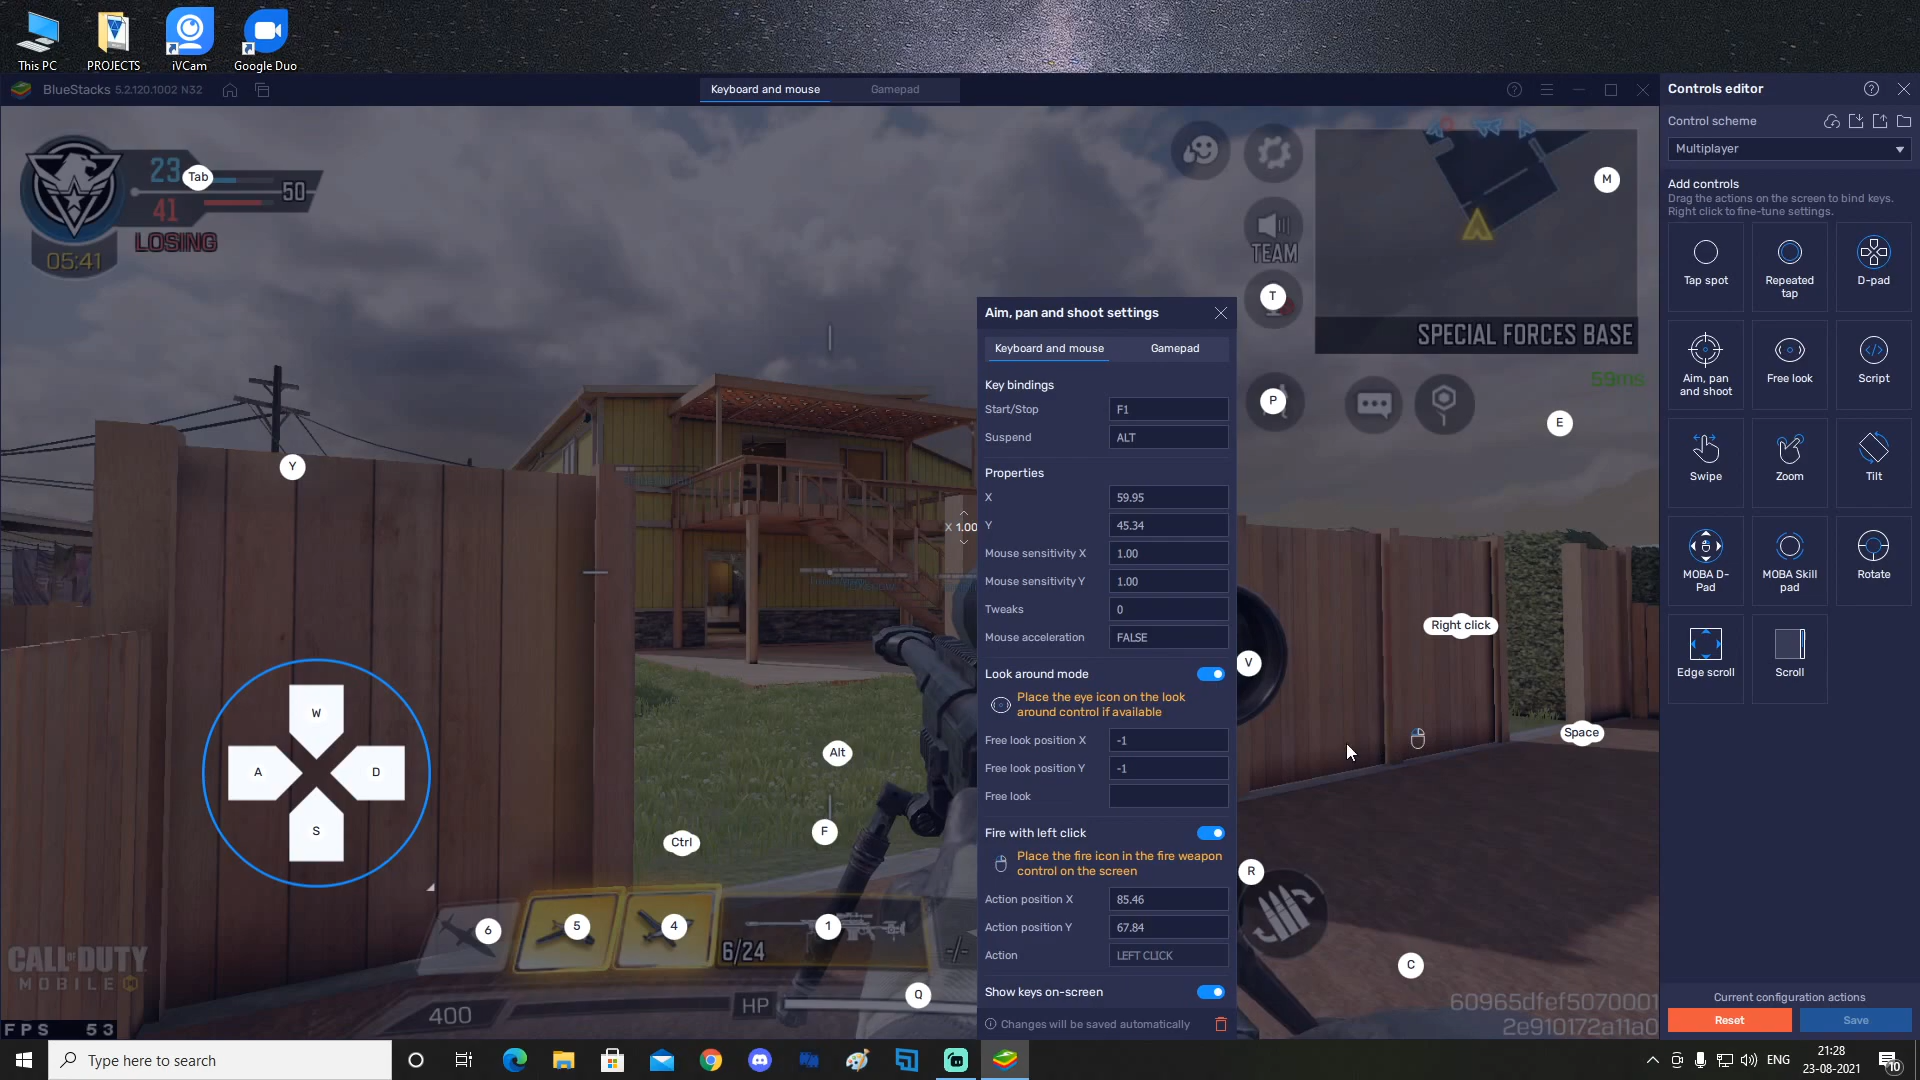 This PC
PROJECTS
iVCam
Google Duo
BlueStacks 5.2.120.1002 N32
Keyboard and mouse
Gamepad
Controls editor
Control scheme
Multiplayer
Add controls
Drag the actions on the screen to bind keys.
Right click to fine-tune settings.
Tap spot
Repeated
tap
D-pad
Aim, pan
and shoot
Free look
Script
Swipe
Zoom
Tilt
MOBA D-
Pad
MOBA Skill
pad
Rotate
Edge scroll
Scroll
Current configuration actions
Reset
Save
23
Tab
50
41
LOSING
05:41
TEAM
M
T
SPECIAL FORCES BASE
59ms
P
E
Y
X 1.00
Aim, pan and shoot settings
Keyboard and mouse
Gamepad
Key bindings
Start/Stop
F1
Suspend
ALT
Properties
X
59.95
Y
45.34
Mouse sensitivity X
1.00
Mouse sensitivity Y
1.00
Tweaks
0
Mouse acceleration
FALSE
Look around mode
Place the eye icon on the look
around control if available
Free look position X
-1
Free look position Y
-1
Free look
Fire with left click
Place the fire icon in the fire weapon
control on the screen
Action position X
85.46
Action position Y
67.84
Action
LEFT CLICK
Show keys on-screen
Changes will be saved automatically
Right click
V
Space
W
A
D
S
Alt
F
Ctrl
R
6
5
4
6/24
1
-/-
C
Q
CALL OF DUTY
MOBILE
400
HP
FPS 53
60965dfef5070001
2e910172a11a0
Type here to search
ENG
21:28
23-08-2021
10